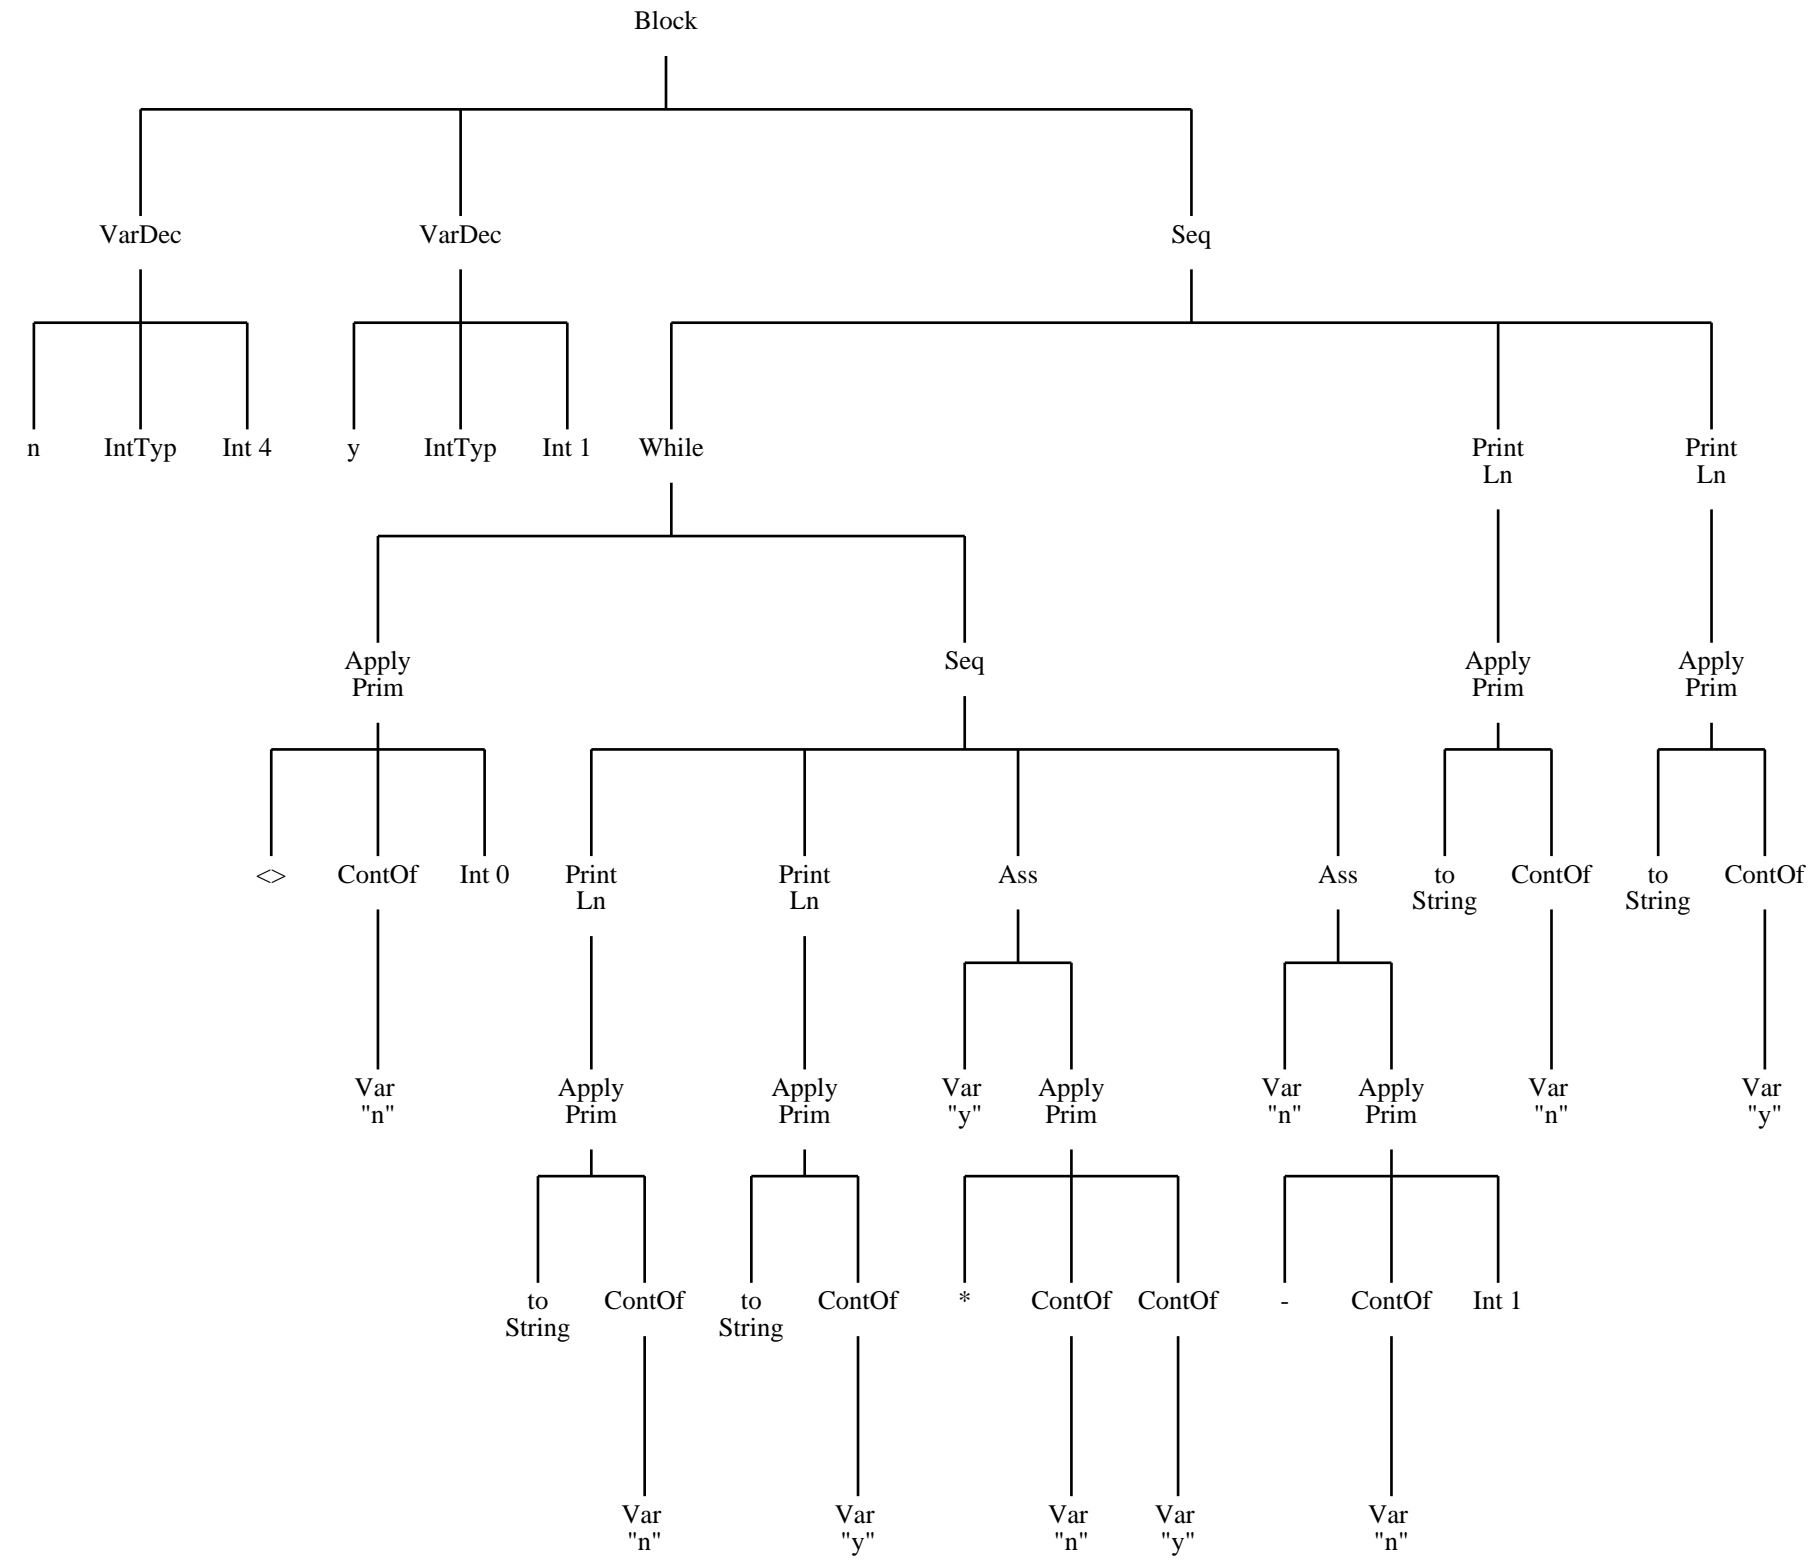 Block
VarDec VarDec Seq
n IntTyp Int 4 y IntTyp Int 1 While Print Print
Ln Ln
Apply Seq Apply Apply
Prim Prim Prim
<> ContOf Int 0 Print Print Ass Ass to ContOf to ContOf
Ln Ln String String
Var Apply Apply Var Apply Var Apply Var Var
"n" Prim Prim "y" Prim "n" Prim "n" "y"
to ContOf to ContOf * ContOf ContOf - ContOf Int 1
String String
Var Var Var Var Var
"n" "y" "n" "y" "n"